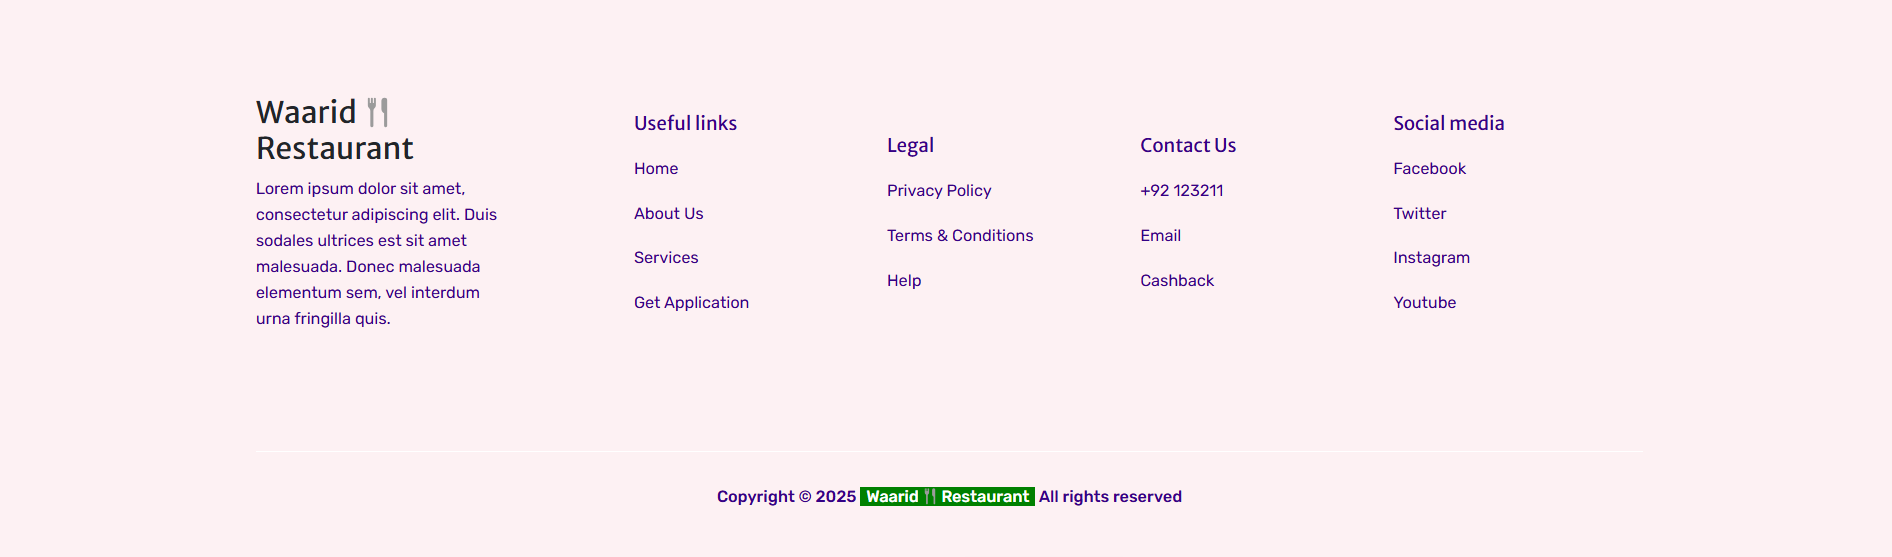 Waarid 🍴
Restaurant
Lorem ipsum dolor sit amet,
consectetur adipiscing elit. Duis
sodales ultrices est sit amet
malesuada. Donec malesuada
elementum sem, vel interdum
urna fringilla quis.
Useful links
Home
About Us
Services
Get Application
Legal
Privacy Policy
Terms & Conditions
Help
Contact Us
+92 123211
Email
Cashback
Social media
Facebook
Twitter
Instagram
Youtube
Copyright © 2025 Waarid🍴Restaurant All rights reserved